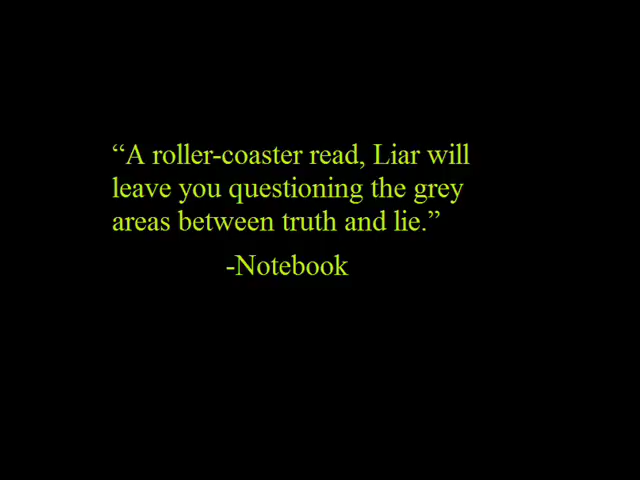 “A roller-coaster read, Liar will
leave you questioning the grey
areas between truth and lie.”
-Notebook